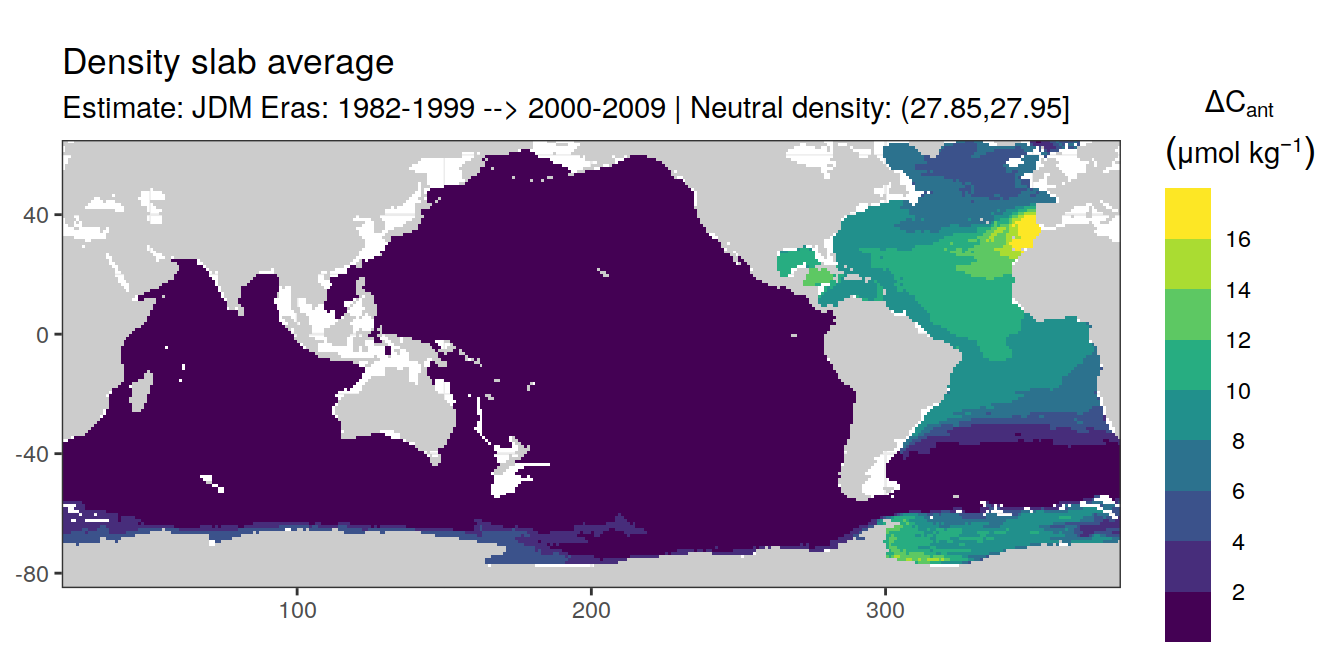 Density slab average
Estimate: JDM Eras: 1982-1999 --> 2000-2009 | Neutral density: (27.85,27.95]
ΔCant
(μmol kg⁻¹)
16
14
12
10
8
6
4
2
40
0
-40
-80
100 200 300